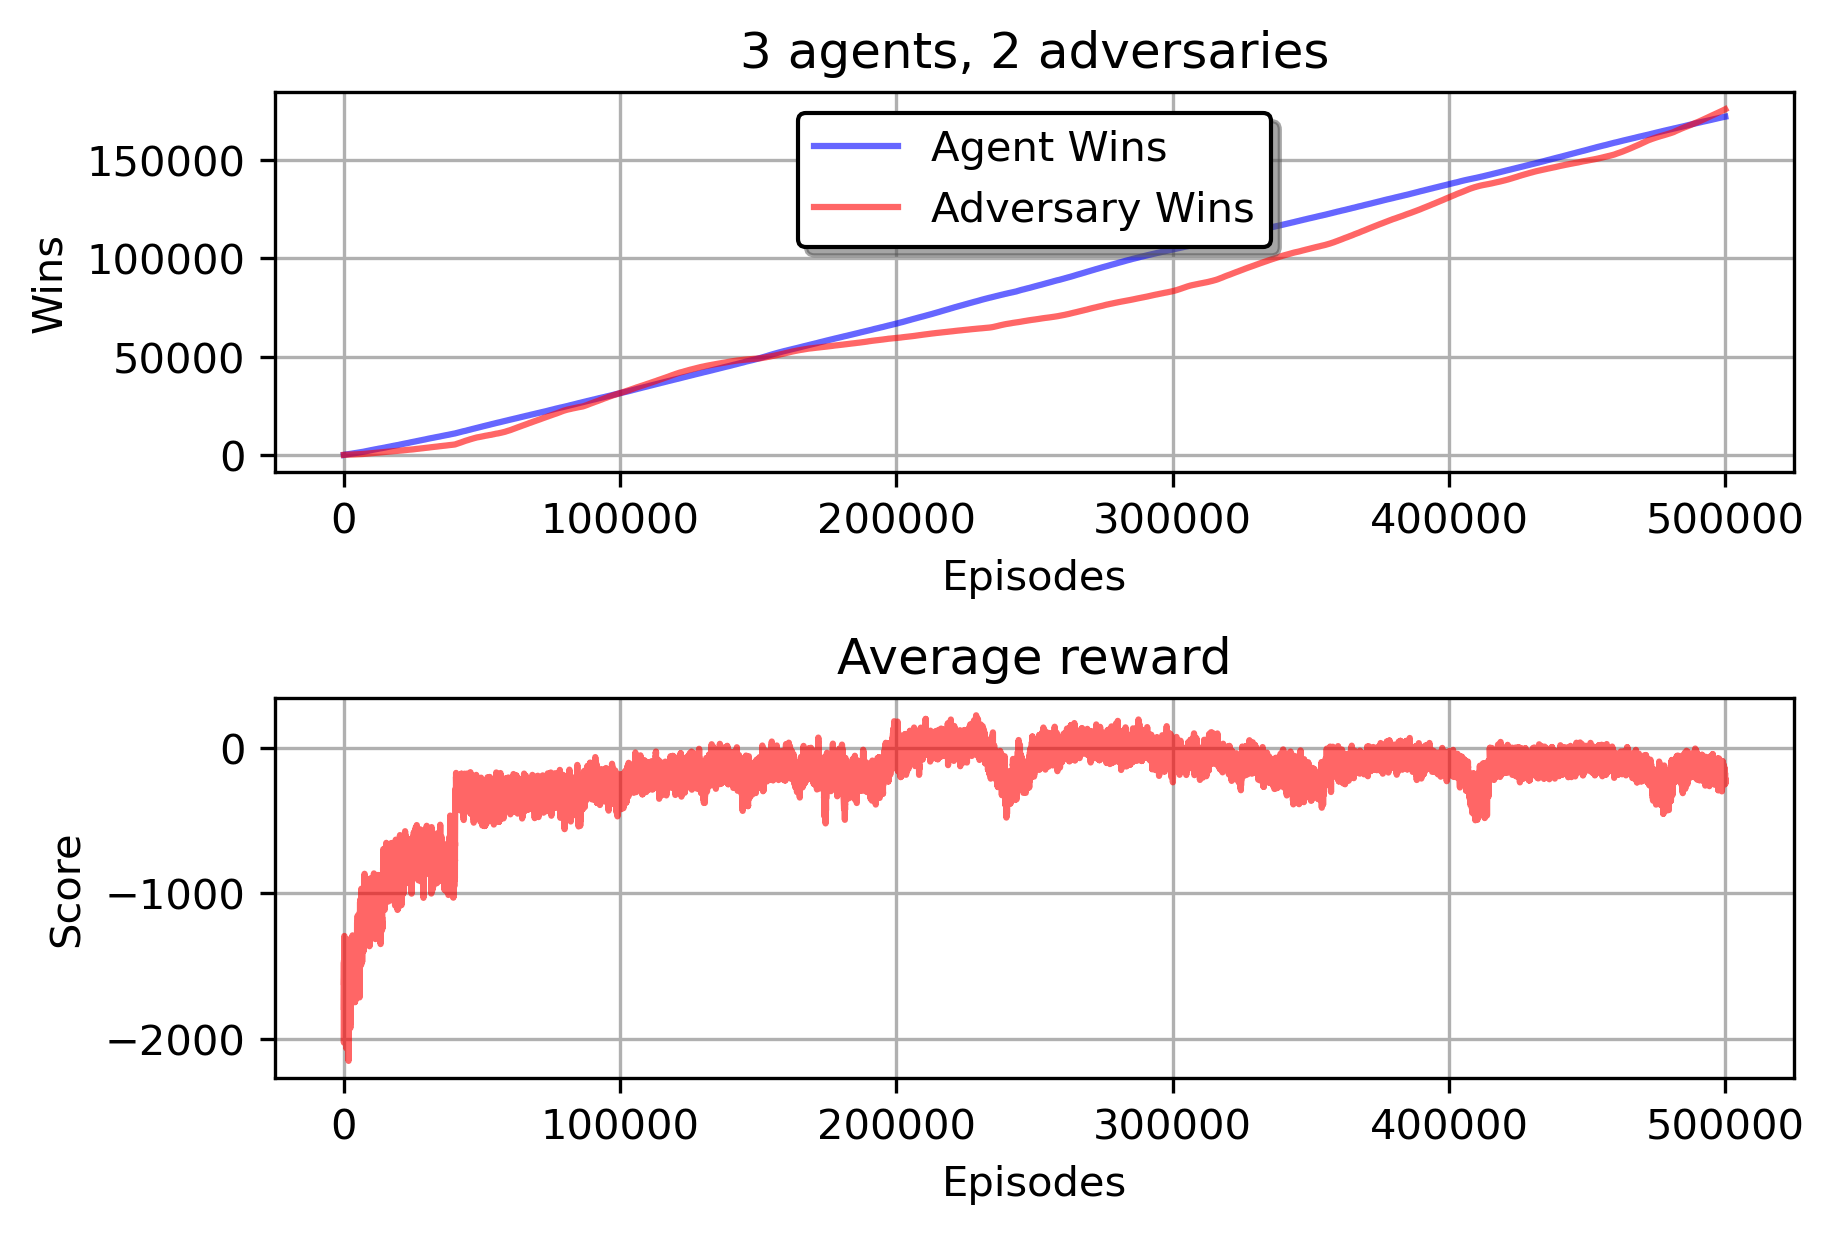 3 agents, 2 adversaries
Agent Wins
Adversary Wins
Wins
150000
100000
50000
0
0 100000 200000 300000 400000 500000
Episodes
Average reward
Score
0
−1000
−2000
0 100000 200000 300000 400000 500000
Episodes